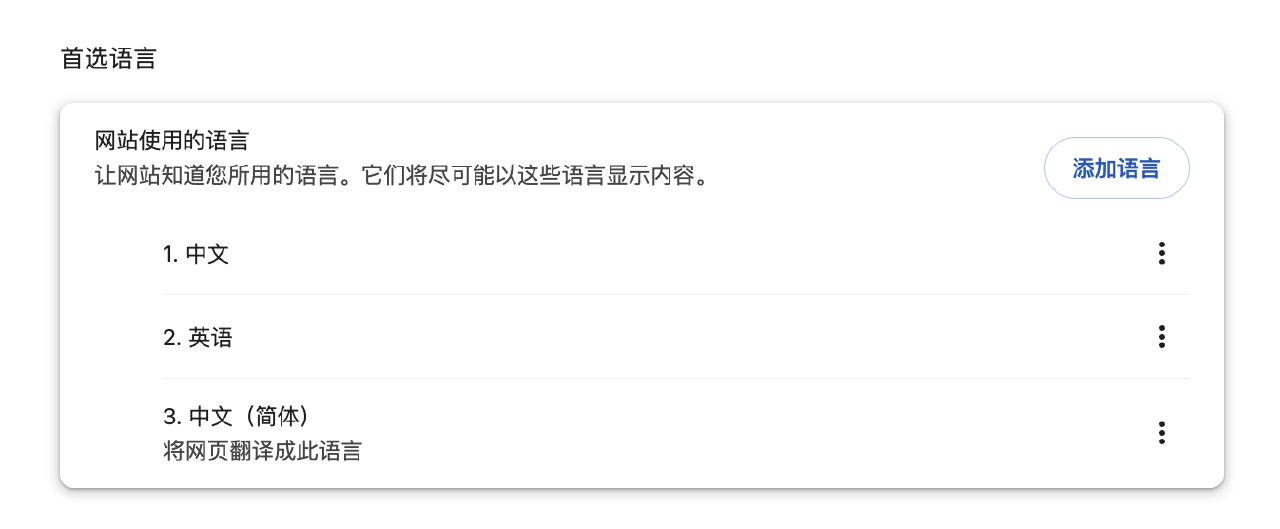 首选语言
网站使用的语言
让网站知道您所用的语言。它们将尽可能以这些语言显示内容。
添加语言
1. 中文
2. 英语
3. 中文（简体）
将网页翻译成此语言